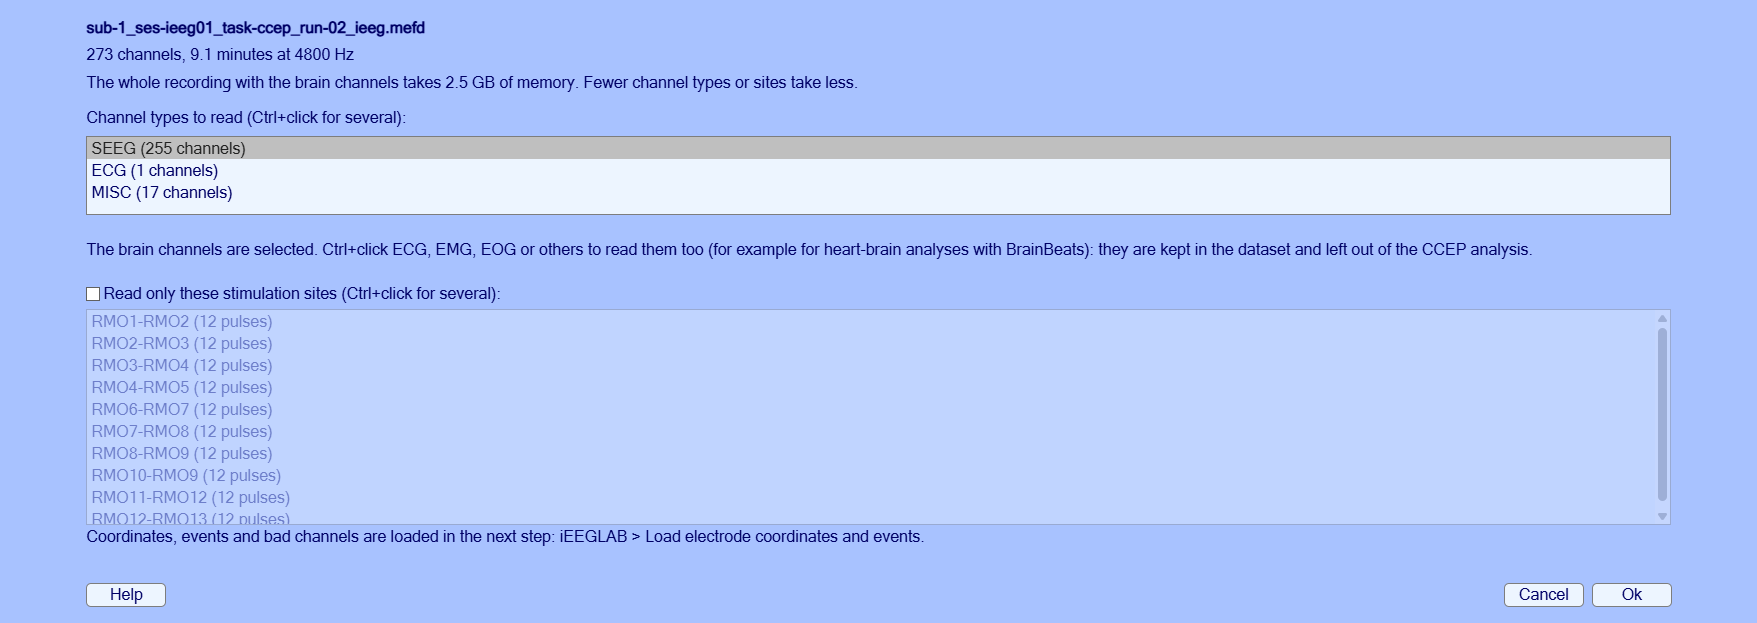 sub-1_ses-ieeg01_task-ccep_run-02_ieeg.mefd
273 channels, 9.1 minutes at 4800 Hz
The whole recording with the brain channels takes 2.5 GB of memory. Fewer channel types or sites take less.
Channel types to read (Ctrl+click for several):
SEEG (255 channels)
ECG (1 channels)
MISC (17 channels)
The brain channels are selected. Ctrl+click ECG, EMG, EOG or others to read them too (for example for heart-brain analyses with BrainBeats): they are kept in the dataset and left out of the CCEP analysis.
Read only these stimulation sites (Ctrl+click for several):
RMO1-RMO2 (12 pulses)
RMO2-RMO3 (12 pulses)
RMO3-RMO4 (12 pulses)
RMO4-RMO5 (12 pulses)
RMO6-RMO7 (12 pulses)
RMO7-RMO8 (12 pulses)
RMO8-RMO9 (12 pulses)
RMO10-RMO9 (12 pulses)
RMO11-RMO12 (12 pulses)
RMO12-RMO13 (12 pulses)
Coordinates, events and bad channels are loaded in the next step: iEEGLAB > Load electrode coordinates and events.
Help Cancel Ok